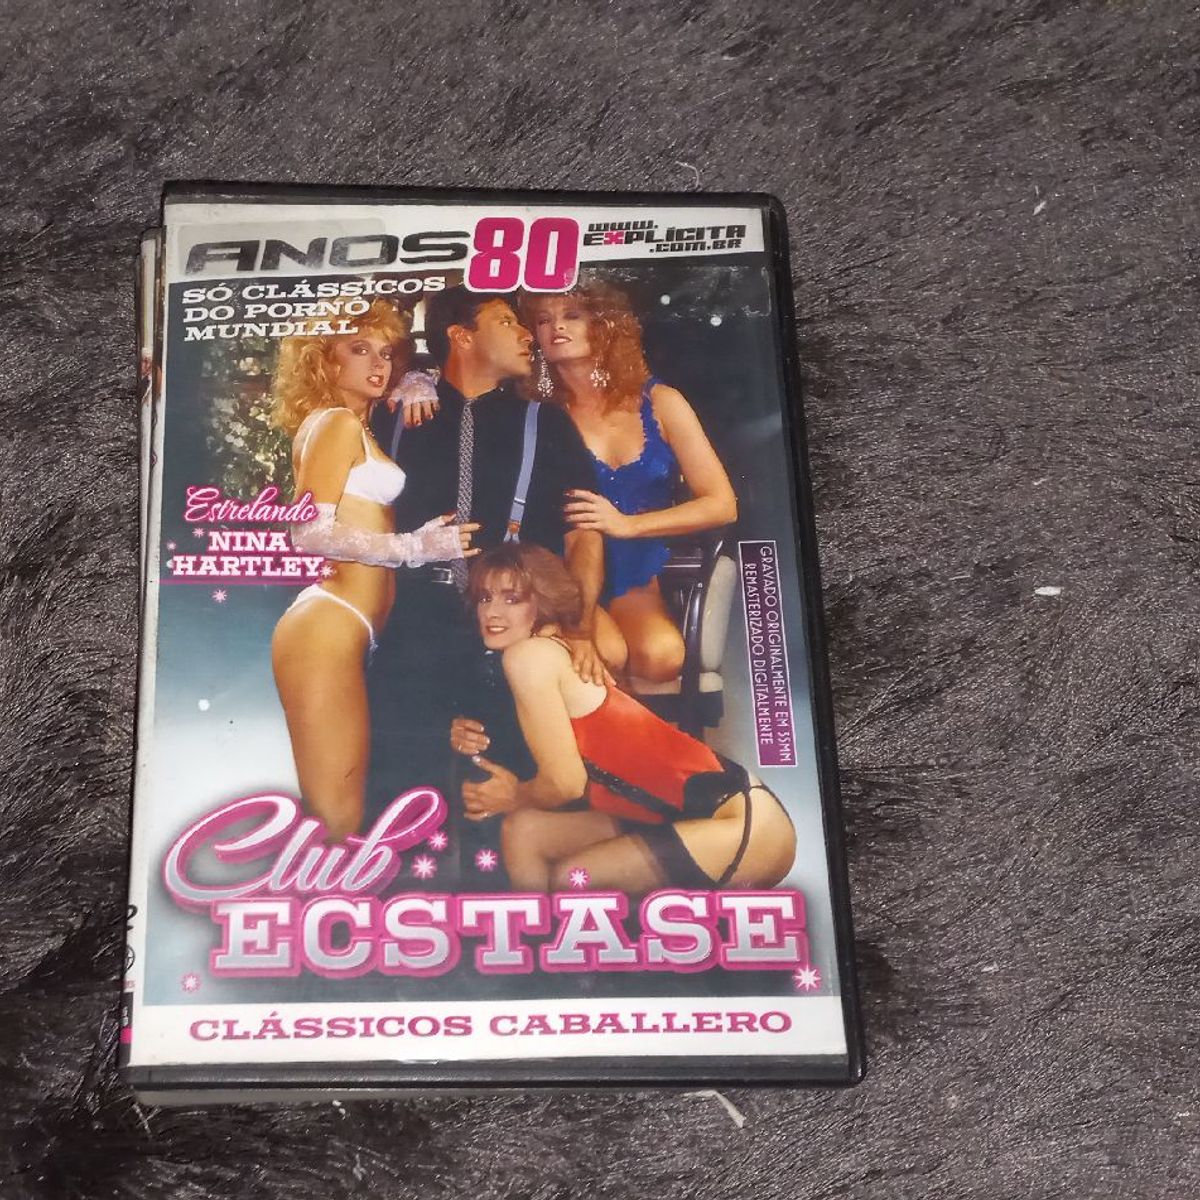 ANOS 80
WWW.
EXPLÍCITA
.COM.BR
SÓ CLÁSSICOS
DO PORNÔ
MUNDIAL
Estrelando
NINA
HARTLEY
GRAVADO ORIGINALMENTE EM 35MM
REMASTERIZADO DIGITALMENTE
Club
ECSTASE
CLÁSSICOS CABALLERO